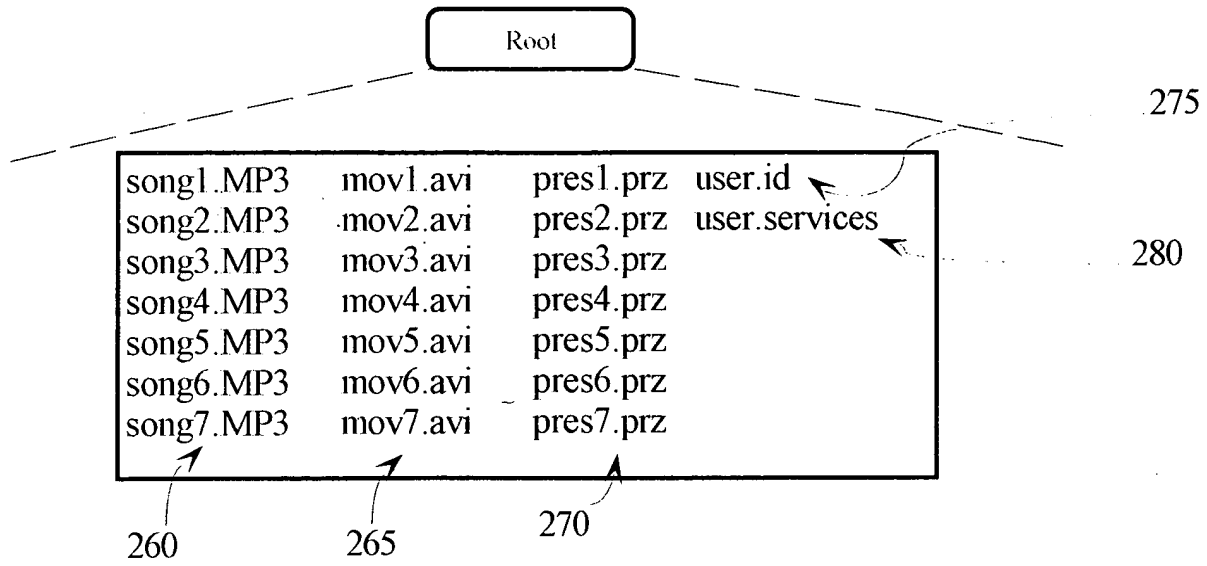 Root
275
song1.MP3 mov1.avi pres1.prz user.id
song2.MP3 mov2.avi pres2.prz user.services
song3.MP3 mov3.avi pres3.prz
280
song4.MP3 mov4.avi pres4.prz
song5.MP3 mov5.avi pres5.prz
song6.MP3 mov6.avi pres6.prz
song7.MP3 mov7.avi pres7.prz
260 265 270